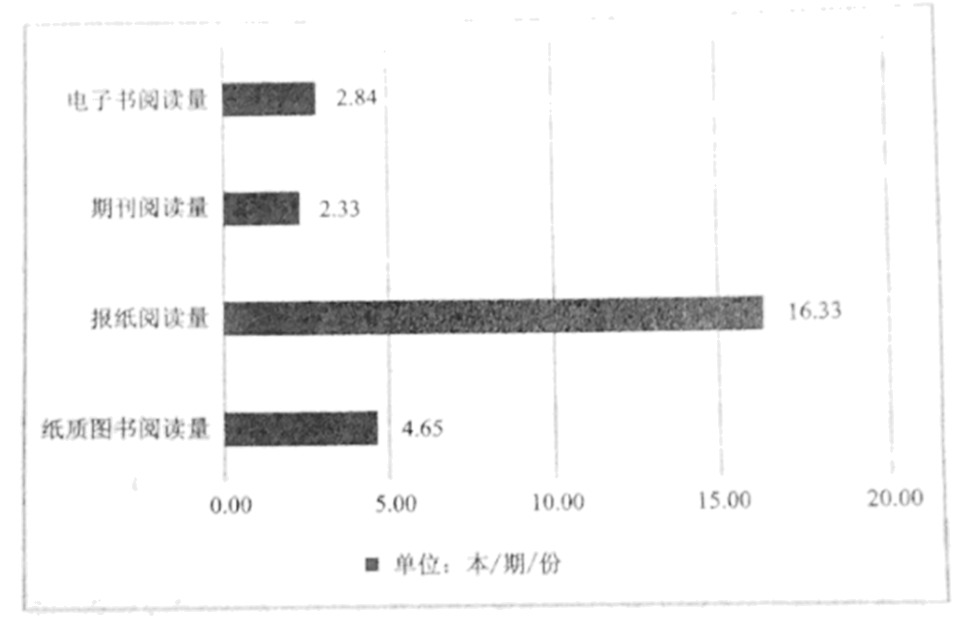 电子书阅读量 2.84
期刊阅读量 2.33
报纸阅读量 16.33
纸质图书阅读量 4.65
0.00 5.00 10.00 15.00 20.00
单位：本/期/份